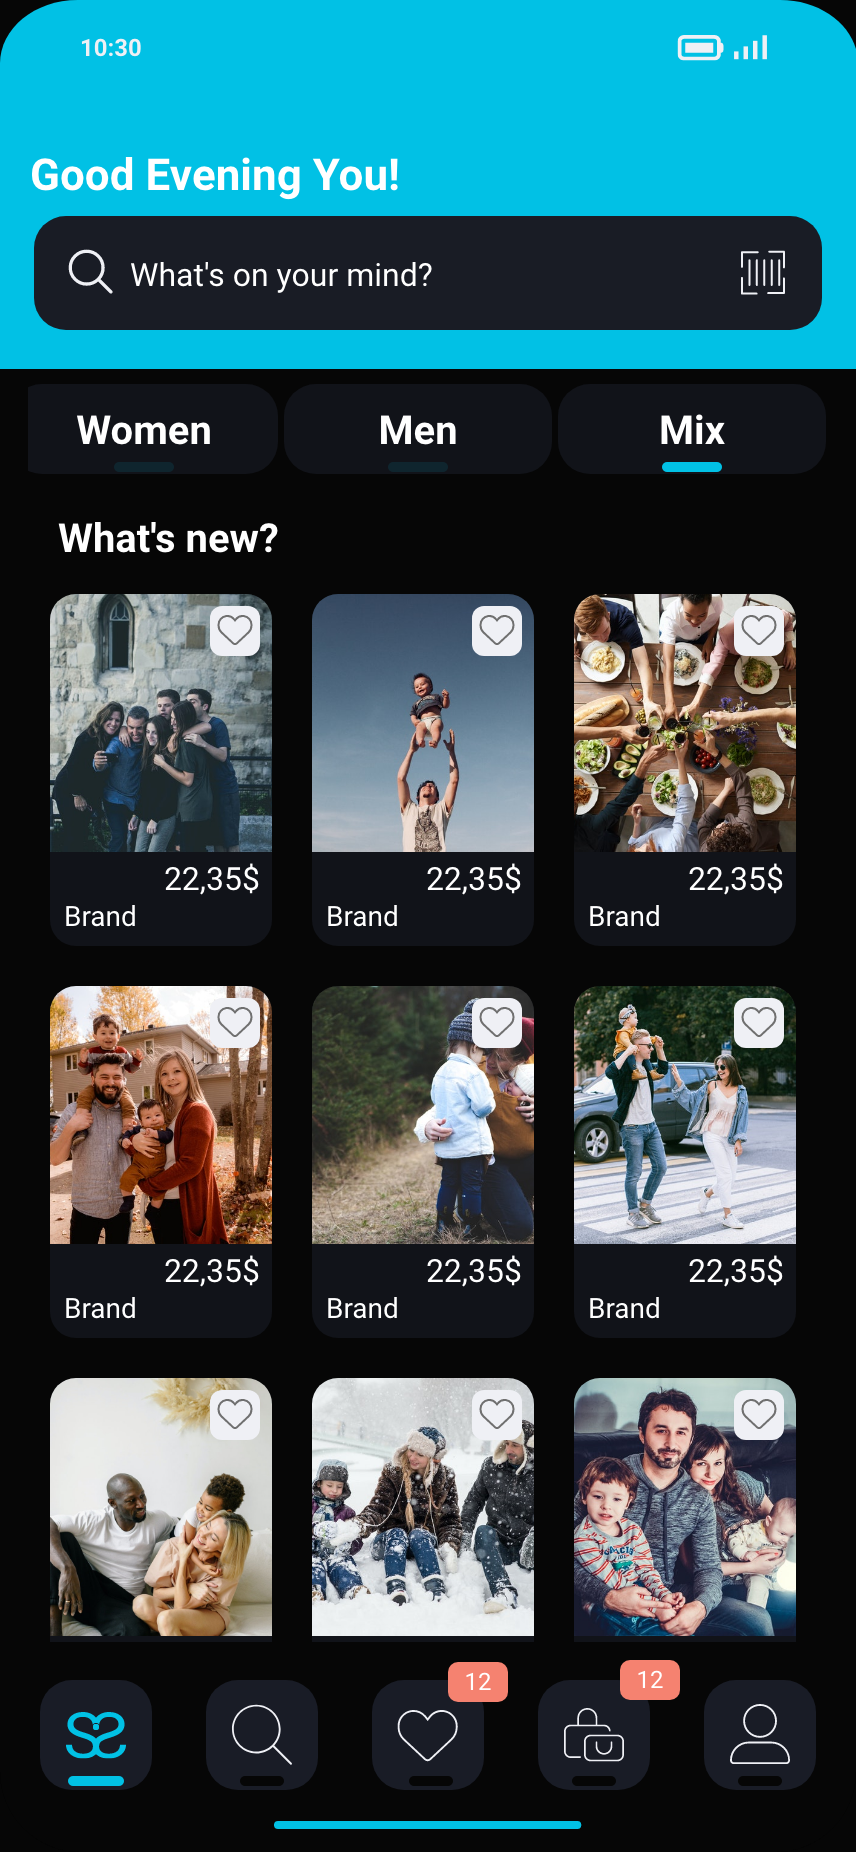 10:30
Good Evening You!
What's on your mind?
Women Men Mix
What's new?
22,35$ 22,35$ 22,35$
Brand Brand Brand
22,35$ 22,35$ 22,35$
Brand Brand Brand
12 12